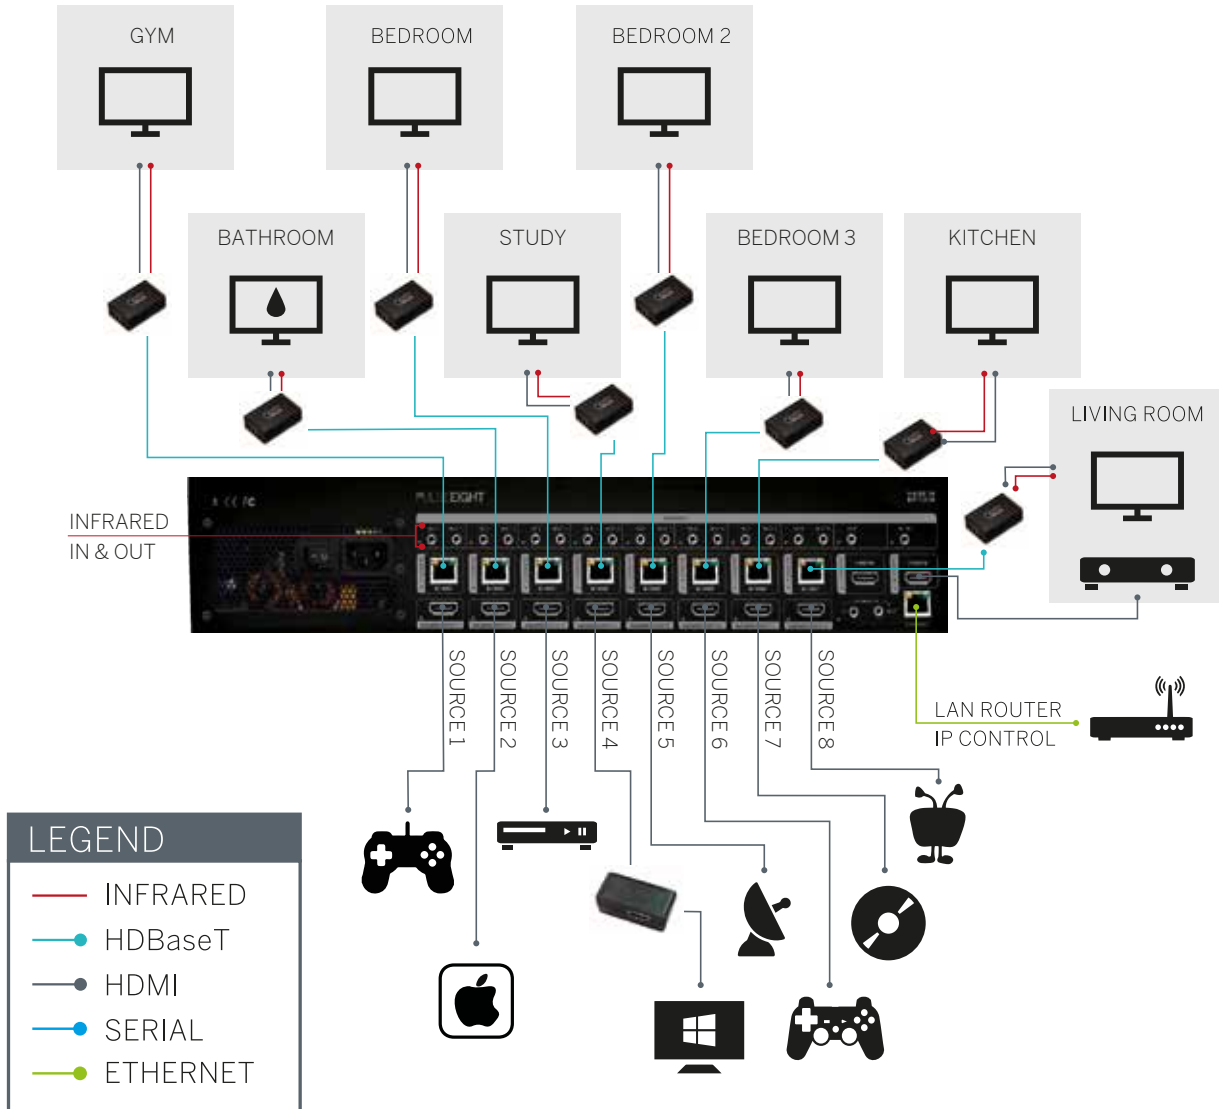 GYM
BEDROOM
BEDROOM 2
BATHROOM
STUDY
BEDROOM 3
KITCHEN
LIVING ROOM
PULSE EIGHT
INFRARED
IN & OUT
SOURCE 1
SOURCE 2
SOURCE 3
SOURCE 4
SOURCE 5
SOURCE 6
SOURCE 7
SOURCE 8
LAN ROUTER
IP CONTROL
LEGEND
INFRARED
HDBaseT
HDMI
SERIAL
ETHERNET